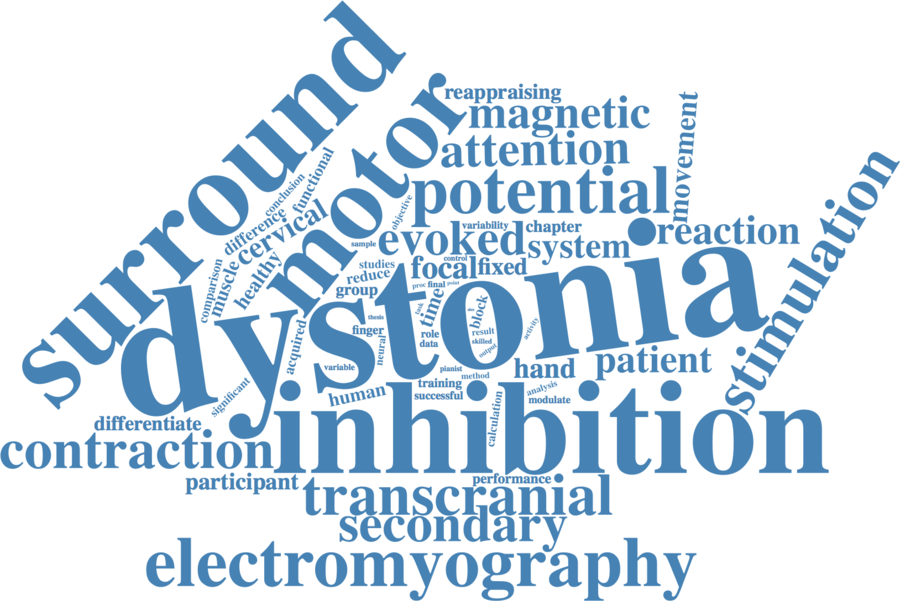 surround
dystonia
inhibition
motor
reappraising
magnetic
attention
potential
movement
stimulation
reaction
conclusion
functional
difference
cervical
objective
variability
chapter
sample
evoked
system
comparison
muscle
healthy
studies
control
reduce
focal
fixed
group
proc
final
point
time
task
block
thesis
finger
role
result
activity
acquired
neural
data
skilled
output
variable
pianist
method
hand
patient
significant
human
training
successful
analysis
modulate
differentiate
calculation
contraction
participant
performance
transcranial
secondary
electromyography